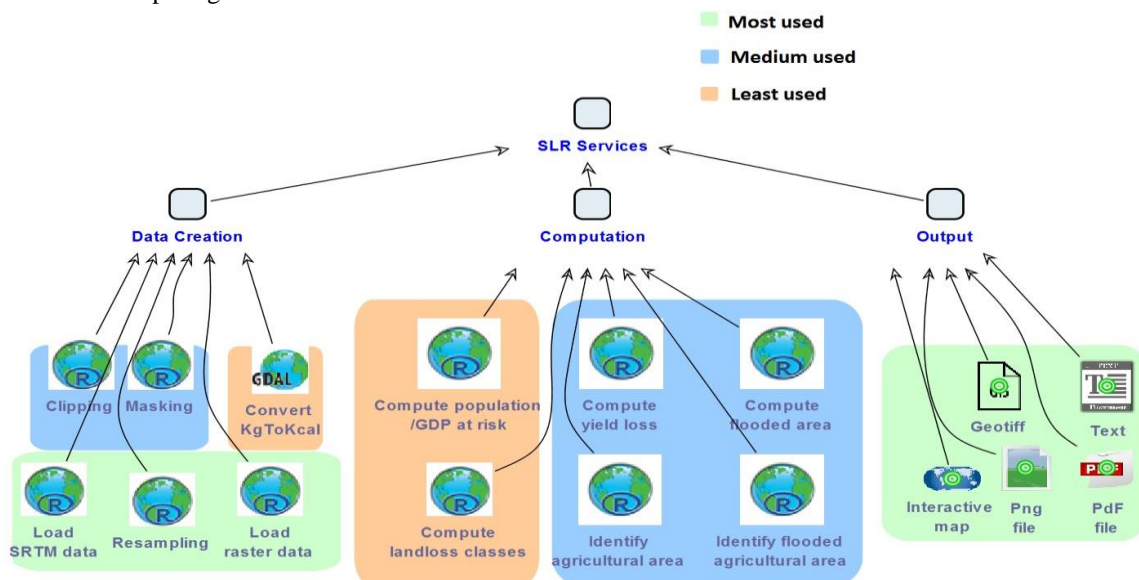 Most used
Medium used
Least used
SLR Services
Data Creation
Computation
Output
Clipping
Masking
GDAL
Convert
KgToKcal
Load
SRTM data
Resampling
Load
raster data
Compute population
/GDP at risk
Compute
yield loss
Compute
flooded area
Compute
landloss classes
Identify
agricultural area
Identify flooded
agricultural area
Geotiff
TEXT
Text
Interactive
map
Png
file
PDF
PdF
file